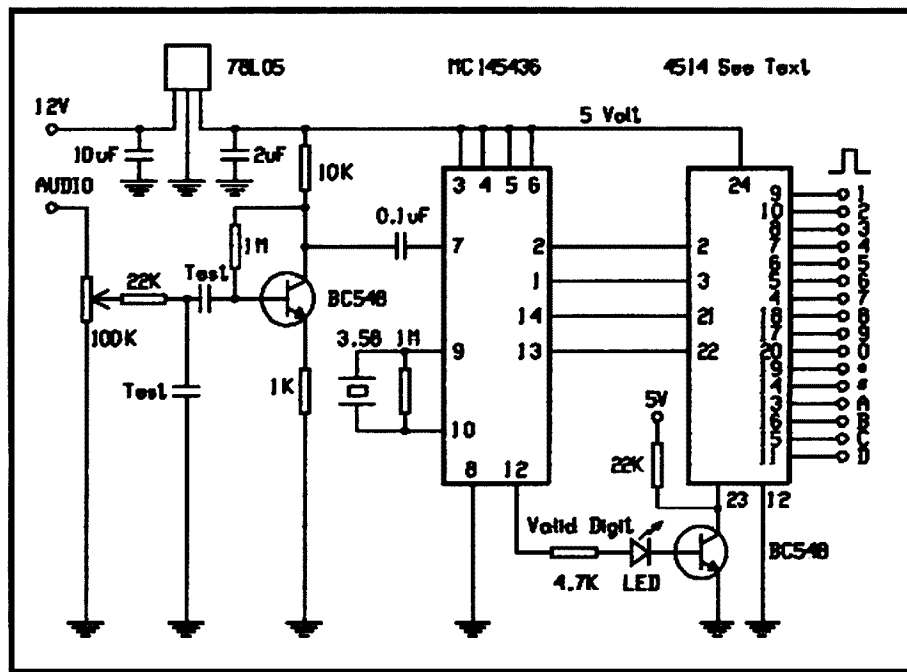 78L05 MC145436 4514 See Text
12V 5 Volt
10uF 2uF 10K 3 4 5 6 24
AUDIO 0.1uF
9 1
10 2
8 3
1M 7 2 2 7 4
6 5
22K Test 1 3 5 6
BC548 4 7
100K 14 21 18 8
3.58 1M 17 9
9 13 22 20 0
19 *
Test 1K 14 #
5V 13 A
16 B
10 15 C
8 12 22K 11 D
23 12
Valid Digit
BC548
4.7K LED